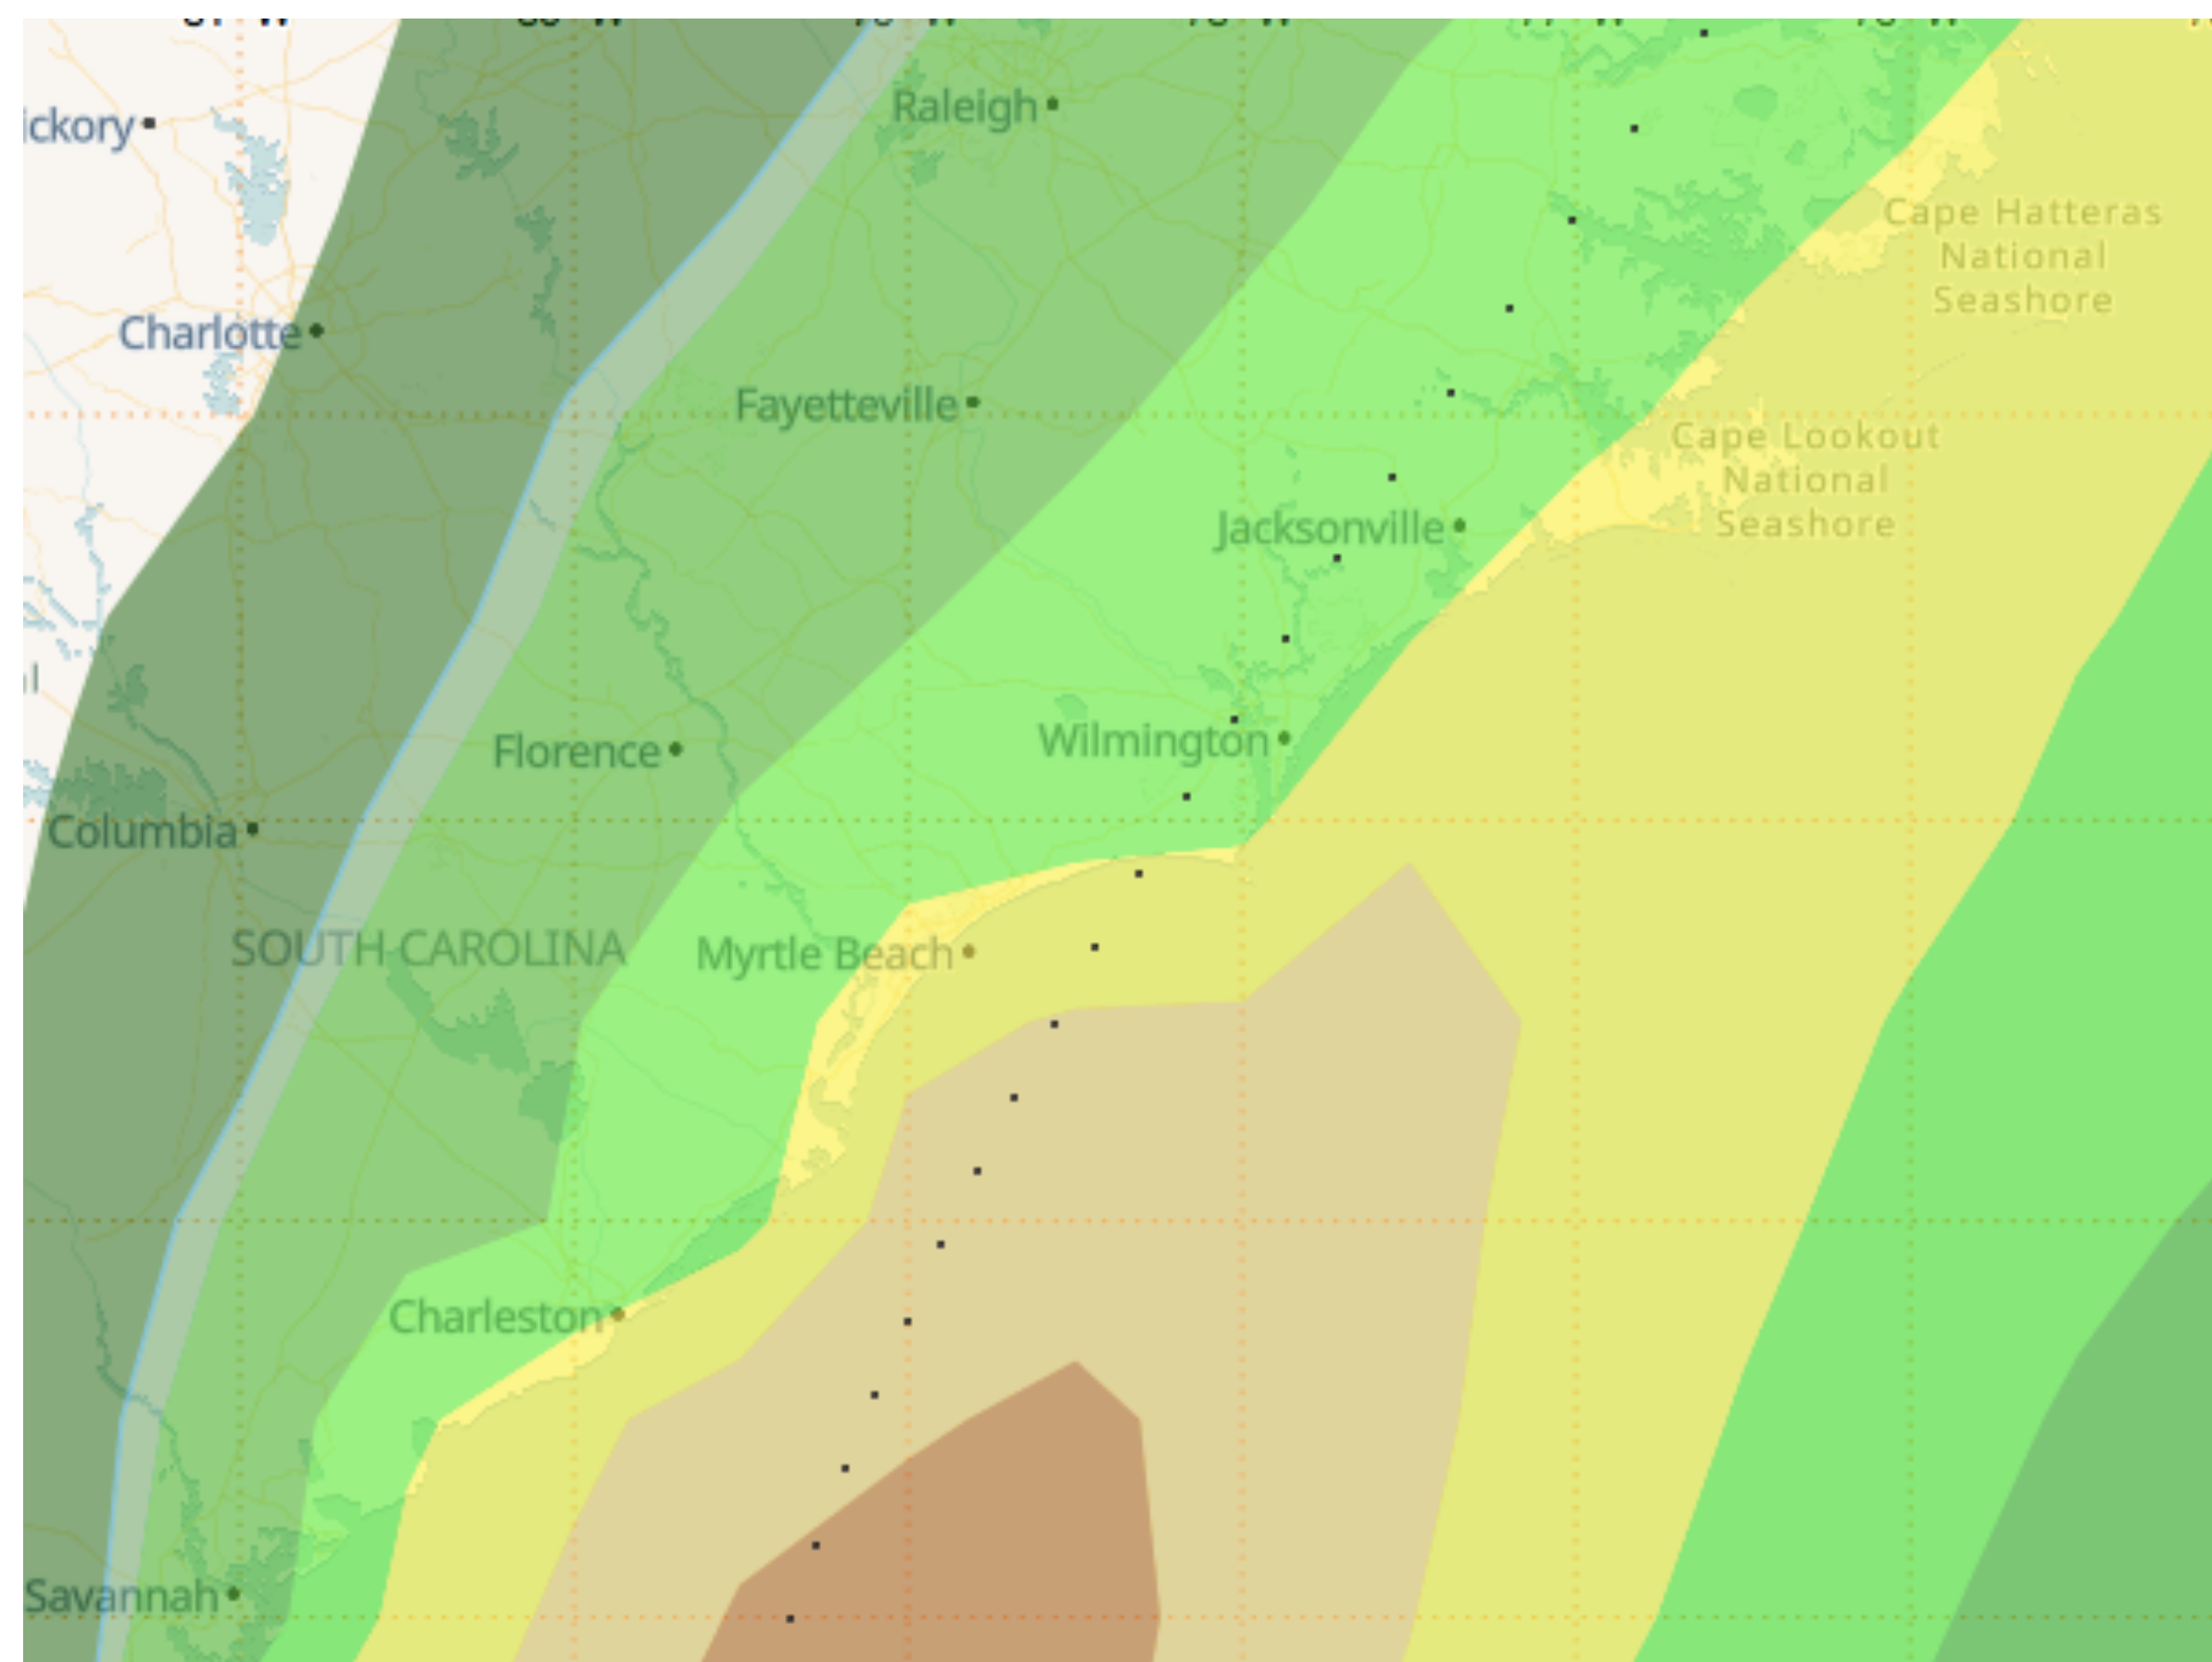 Raleigh
ickory
Cape Hatteras
National
Seashore
Charlotte
Fayetteville
Cape Lookout
National
Seashore
Jacksonville
Florence
Wilmington
Columbia
SOUTH CAROLINA
Myrtle Beach
Charleston
Savannah